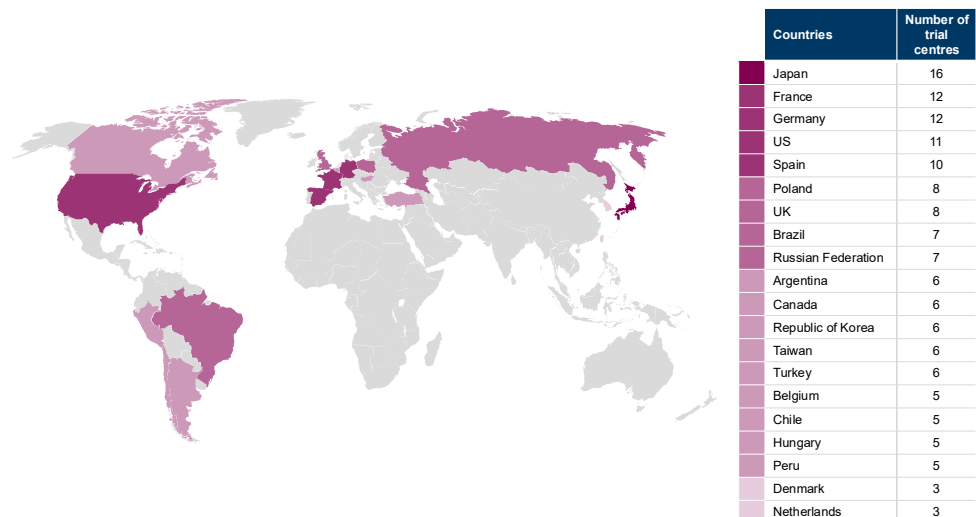 Countries Number of trial centres
Japan 16
France 12
Germany 12
US 11
Spain 10
Poland 8
UK 8
Brazil 7
Russian Federation 7
Argentina 6
Canada 6
Republic of Korea 6
Taiwan 6
Turkey 6
Belgium 5
Chile 5
Hungary 5
Peru 5
Denmark 3
Netherlands 3